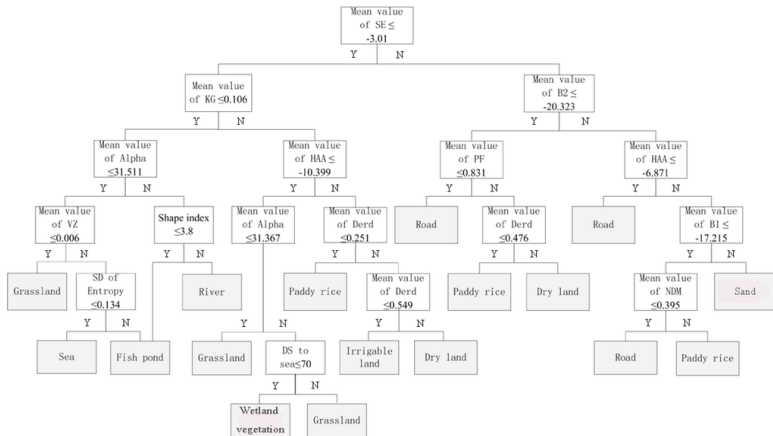 Mean value
of SE≤
-3.01
Y N
Mean value
of KG≤0.106
Mean value
of B2≤
-20.323
Y N
Y N
Mean value
of Alpha
≤31.511
Mean value
of HAA≤
-10.399
Mean value
of PF
≤0.831
Mean value
of HAA≤
-6.871
Y N
Y N
Y N
Y N
Mean value
of VZ
≤0.006
Shape index
≤3.8
Mean value
of Alpha
≤31.367
Mean value
of Derd
≤0.251
Road
Mean value
of Derd
≤0.476
Road
Mean value
of B1≤
-17.215
Y N
Y N
Y N
Y N
Y N
Grassland
SD of
Entropy
≤0.134
River
Paddy rice
Mean value
of Derd
≤0.549
Paddy rice
Dry land
Mean value
of NDM
≤0.395
Sand
Y N
Y N
Y N
Y N
Sea
Fish pond
Grassland
DS to
sea≤70
Irrigable
land
Dry land
Road
Paddy rice
Y N
Wetland
vegetation
Grassland